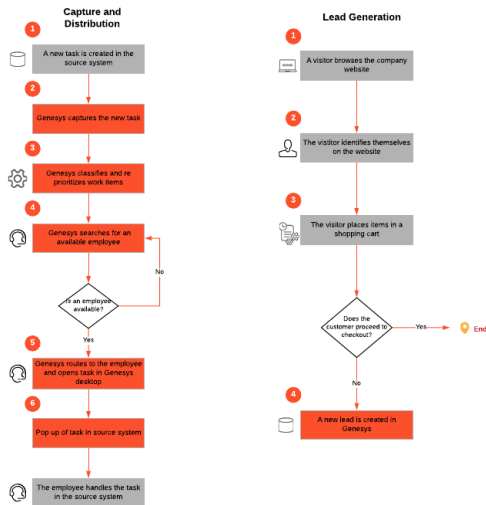 Capture and
Distribution
1
A new task is created in the
source system
2
Genesys captures the new task
3
Genesys classifies and re
prioritizes work items
4
Genesys searches for an
available employee
No
Is an employee
available?
Yes
5
Genesys routes to the employee
and opens task in Genesys
desktop
6
Pop up of task in source system
The employee handles the task
in the source system
Lead Generation
1
A visitor browses the company
website
2
The vistitor identifies themselves
on the website
3
The visitor places items in a
shopping cart
Does the
customer proceed to
checkout?
Yes
End
No
4
A new lead is created in
Genesys